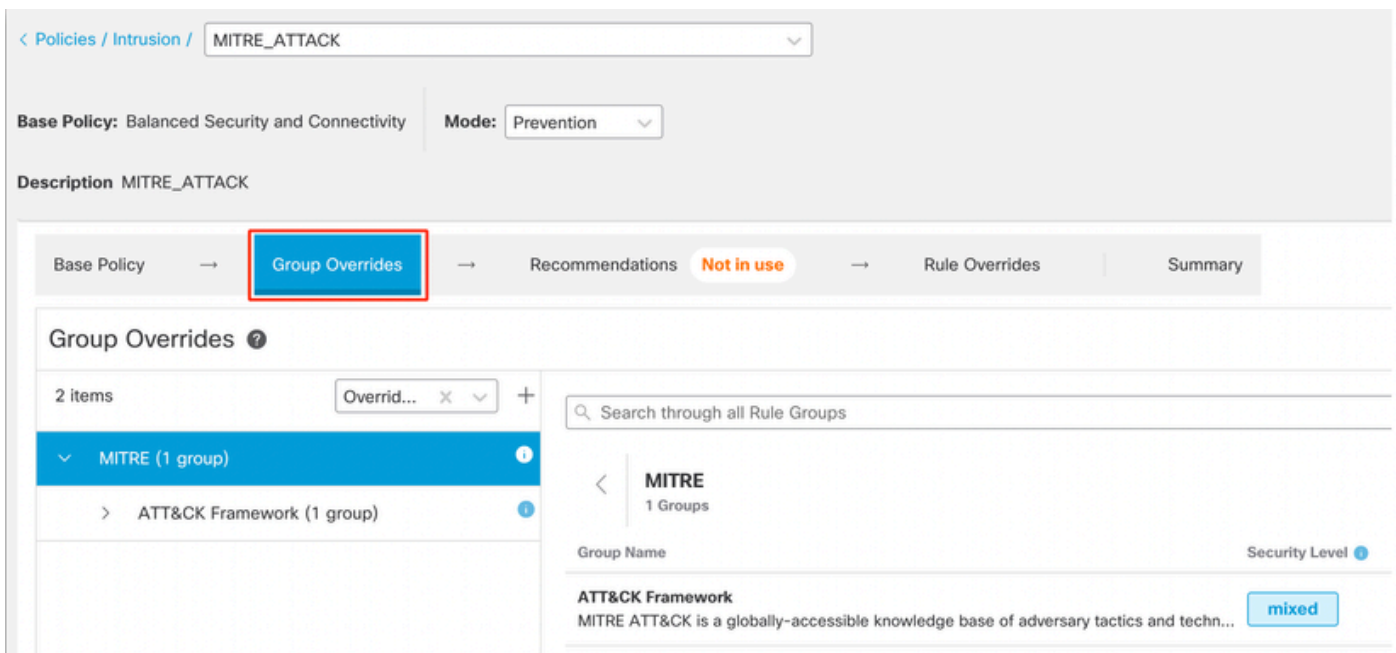 < Policies / Intrusion / MITRE_ATTACK
Base Policy: Balanced Security and Connectivity Mode: Prevention
Description MITRE_ATTACK
Base Policy → Group Overrides → Recommendations Not in use → Rule Overrides Summary
Group Overrides ?
2 items Overrid... X +
Search through all Rule Groups
MITRE (1 group)
MITRE
1 Groups
ATT&CK Framework (1 group)
Group Name Security Level
ATT&CK Framework
MITRE ATT&CK is a globally-accessible knowledge base of adversary tactics and techn...
mixed